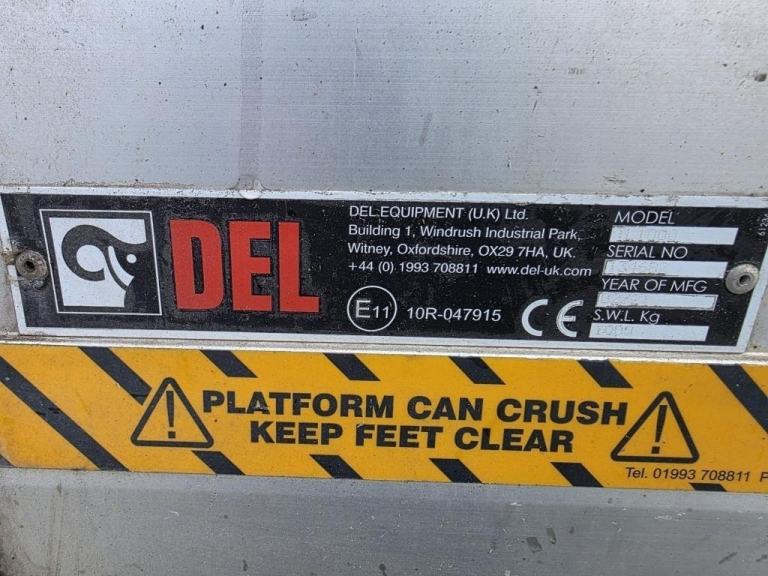 DEL
DEL EQUIPMENT (U.K) Ltd.
Building 1, Windrush Industrial Park,
Witney, Oxfordshire, OX29 7HA, UK.
+44 (0) 1993 708811 www.del-uk.com
E11 10R-047915
CE
MODEL
SERIAL NO
YEAR OF MFG
S.W.L. Kg
PLATFORM CAN CRUSH
KEEP FEET CLEAR
Tel. 01993 708811